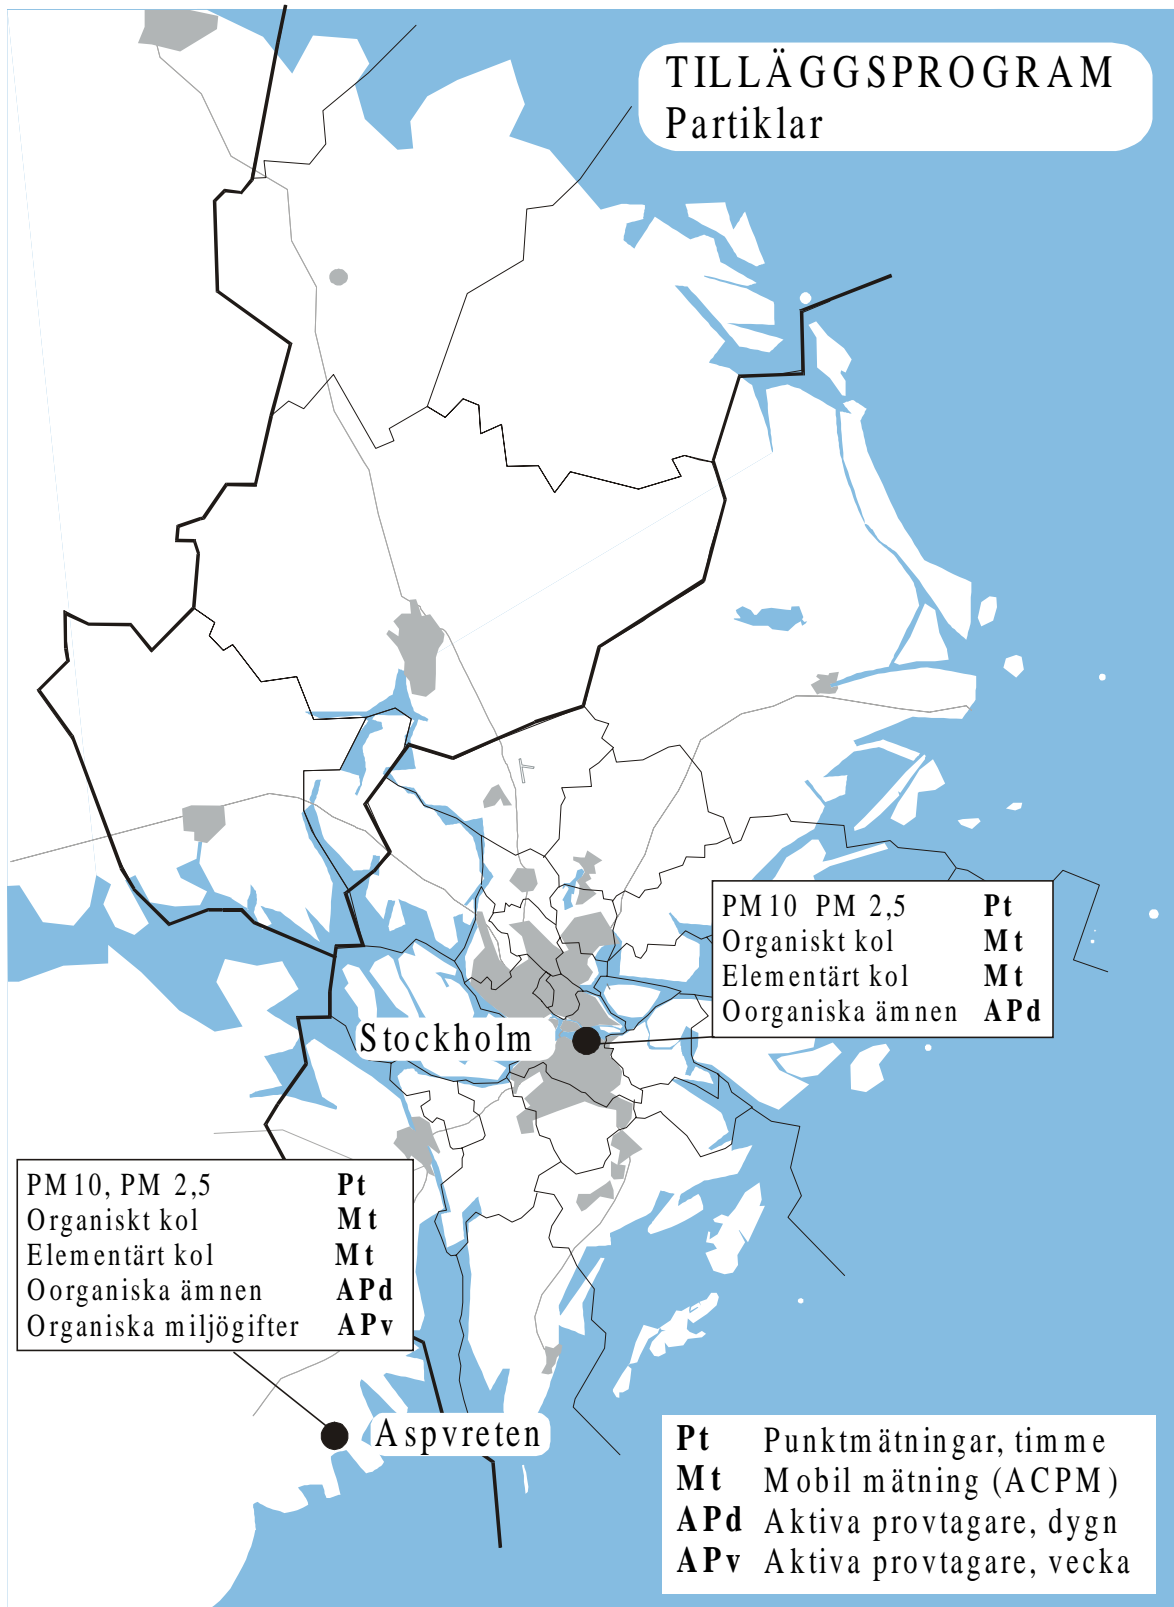 TILLÄGGSPROGRAM
Partiklar
PM10 PM 2,5 Pt
Organiskt kol Mt
Elementärt kol Mt
Oorganiska ämnen APd
Stockholm
PM10, PM 2,5 Pt
Organiskt kol Mt
Elementärt kol Mt
Oorganiska ämnen APd
Organiska miljögifter APv
Aspvreten
Pt Punktmätningar, timme
Mt Mobil mätning (ACPM)
APd Aktiva provtagare, dygn
APv Aktiva provtagare, vecka